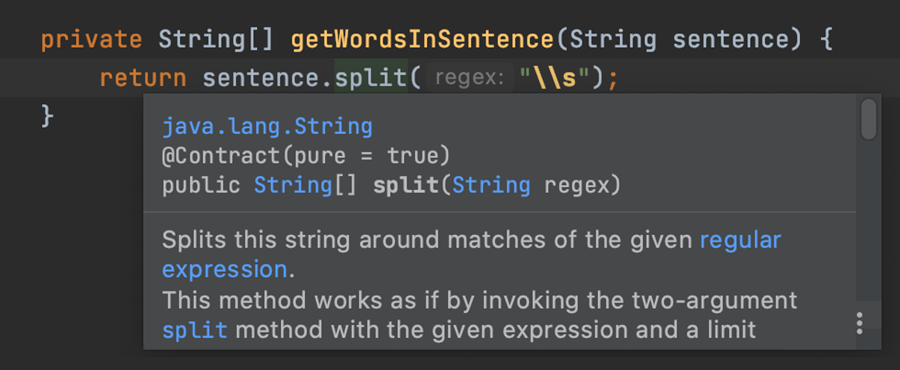 private String[] getWordsInSentence(String sentence) {
return sentence.split( regex: "\\s");
}
java.lang.String
@Contract(pure = true)
public String[] split(String regex)
Splits this string around matches of the given regular
expression.
This method works as if by invoking the two-argument
split method with the given expression and a limit